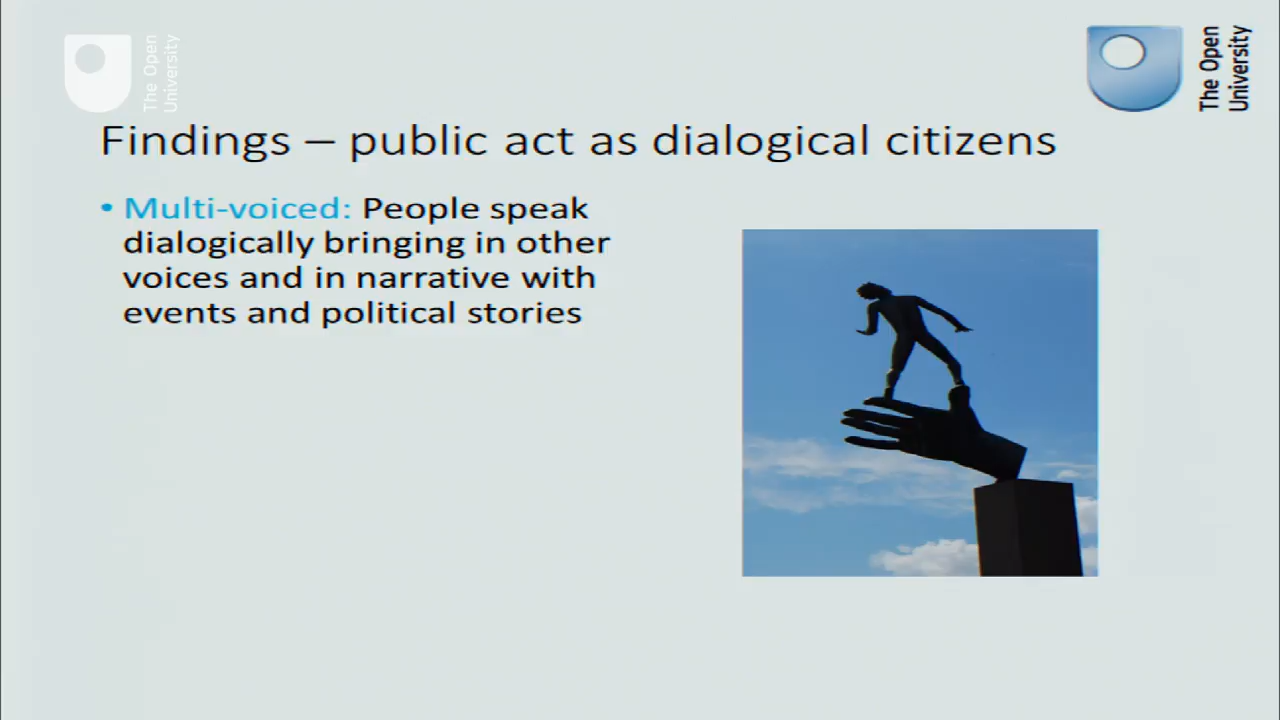 The Open
University
The Open
University
Findings – public act as dialogical citizens
• Multi-voiced: People speak
dialogically bringing in other
voices and in narrative with
events and political stories